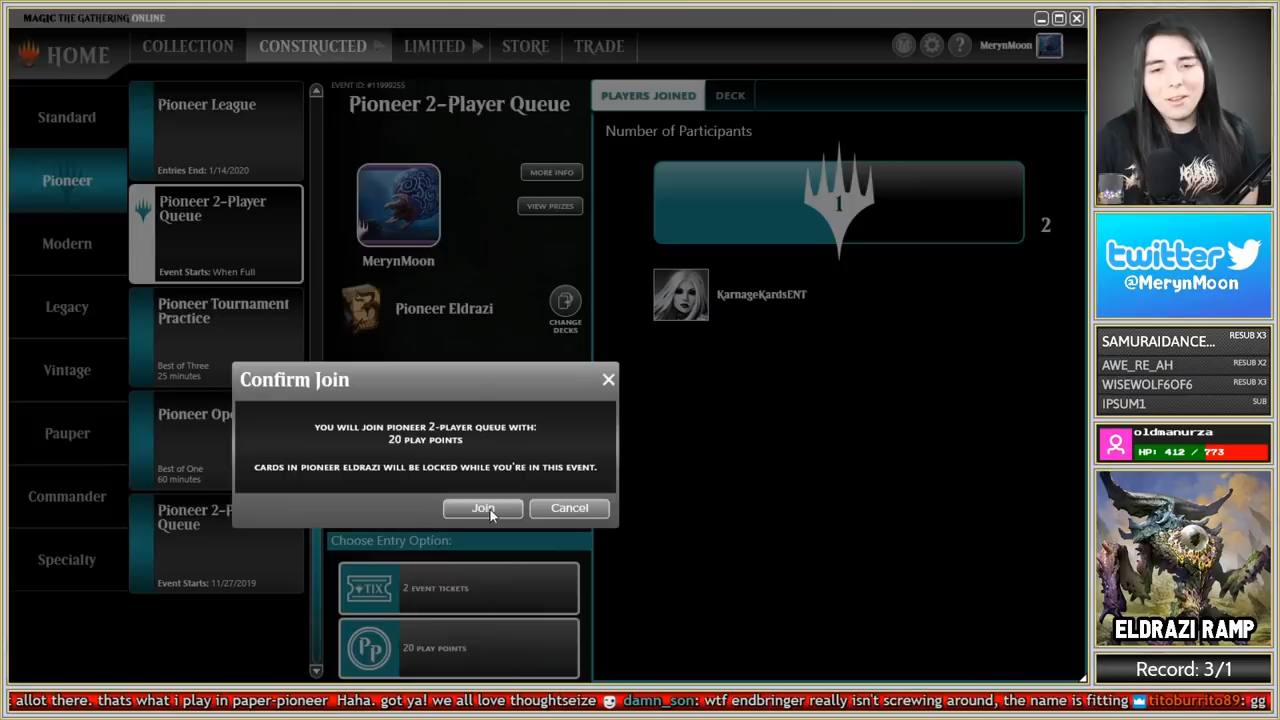 MAGIC THE GATHERING ONLINE
HOME
COLLECTION
CONSTRUCTED
LIMITED
STORE
TRADE
?
MerynMoon
Standard
Pioneer
Modern
Legacy
Vintage
Pauper
Commander
Specialty
Pioneer League
Entries End: 1/14/2020
Pioneer 2-Player
Queue
Event Starts: When Full
Pioneer Tournament
Practice
Best of Three
25 minutes
Pioneer Op
Best of One
60 minutes
Pioneer 2-P
Queue
Event Starts: 11/27/2019
EVENT ID: #11999255
Pioneer 2-Player Queue
MORE INFO
VIEW PRIZES
MerynMoon
Pioneer Eldrazi
CHANGE
DECKS
Confirm Join
YOU WILL JOIN PIONEER 2-PLAYER QUEUE WITH:
20 PLAY POINTS
CARDS IN PIONEER ELDRAZI WILL BE LOCKED WHILE YOU'RE IN THIS EVENT.
Join
Cancel
Choose Entry Option:
TIX
2 EVENT TICKETS
PP
20 PLAY POINTS
PLAYERS JOINED
DECK
Number of Participants
1
2
KarnageKardsENT
twitter
@MerynMoon
SAMURAIDANCE... RESUB X3
AWE_RE_AH RESUB X2
WISEWOLF6OF6 RESUB X3
IPSUM1 SUB
oldmanurza
HP: 412 / 773
ELDRAZI RAMP
Record: 3/1
allot there. thats what i play in paper-pioneer Haha. got ya! we all love thoughtseize damn_son: wtf endbringer really isn't screwing around, the name is fitting titoburrito89: gg